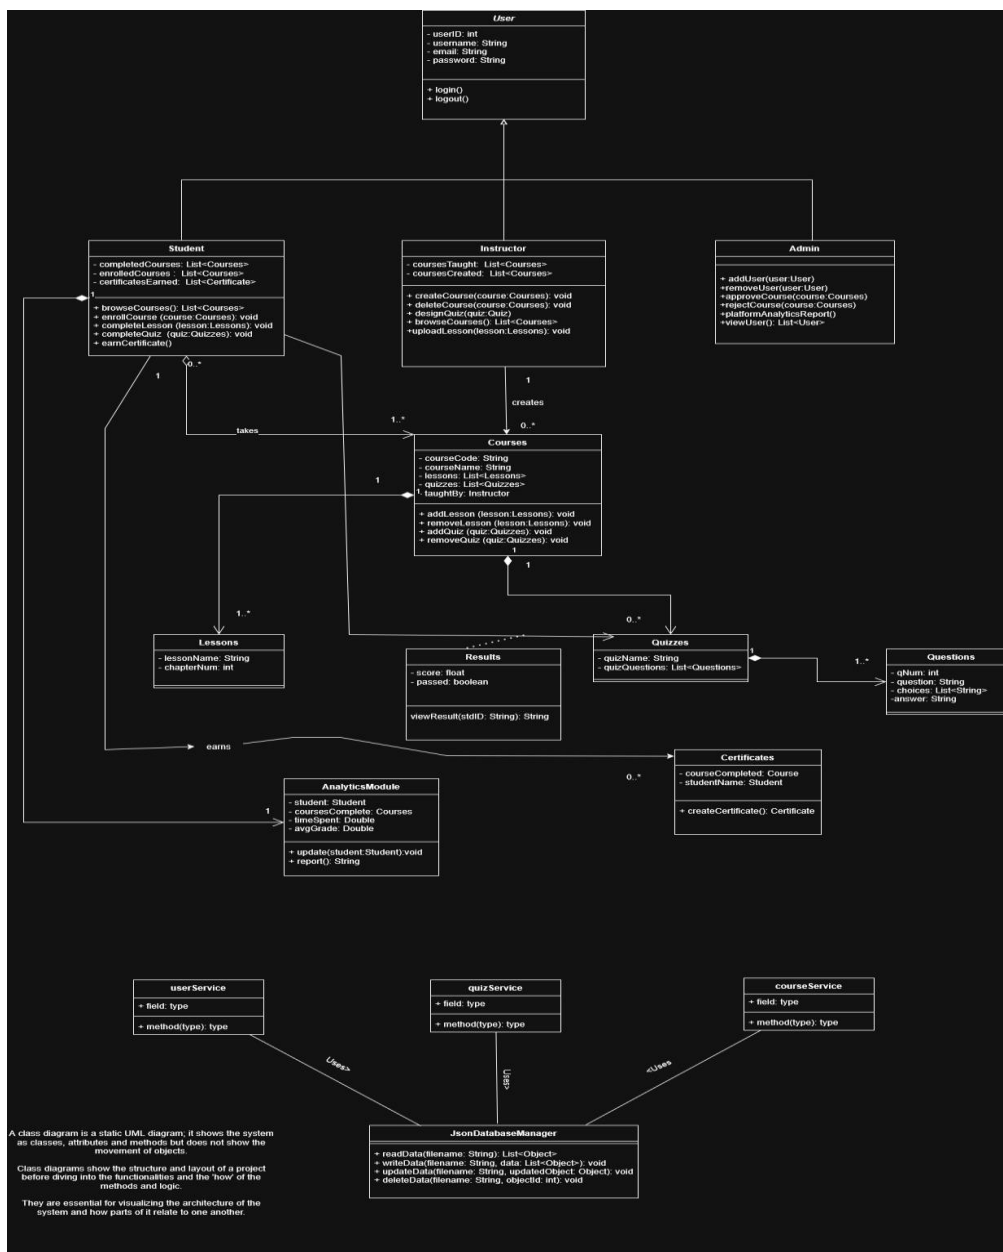 User
- userID: int
- username: String
- email: String
- password: String
+ login()
+ logout()
Student
- completedCourses: List<Courses>
- enrolledCourses : List<Courses>
- certificatesEarned: List<Certificate>
+ browseCourses(): List<Courses>
+ enrollCourse (course:Courses): void
+ completeLesson (lesson:Lessons): void
+ completeQuiz (quiz:Quizzes): void
+ earnCertificate()
Instructor
- coursesTaught: List<Courses>
- coursesCreated: List<Courses>
+ createCourse(course:Courses): void
+ deleteCourse(course:Courses): void
+ designQuiz(quiz:Quiz)
+ browseCourses(): List<Courses>
+uploadLesson(lesson:Lessons): void
Admin
+ addUser(user:User)
+removeUser(user:User)
+approveCourse(course:Courses)
+rejectCourse(course:Courses)
+platformAnalyticsReport()
+viewUser(): List<User>
1
1
0..*
1
creates
0..*
1..*
takes
Courses
- courseCode: String
- courseName: String
- lessons: List<Lessons>
- quizzes: List<Quizzes>
- taughtBy: Instructor
+ addLesson (lesson:Lessons): void
+ removeLesson (lesson:Lessons): void
+ addQuiz (quiz:Quizzes): void
+ removeQuiz (quiz:Quizzes): void
1
1
1
1
1..*
0..*
Lessons
- lessonName: String
- chapterNum: int
Results
- score: float
- passed: boolean
viewResult(stdID: String): String
Quizzes
- quizName: String
- quizQuestions: List<Questions>
1
1..*
Questions
- qNum: int
- question: String
- choices: List<String>
-answer: String
earns
0..*
Certificates
- courseCompleted: Course
- studentName: Student
+ createCertificate(): Certificate
1
AnalyticsModule
- student: Student
- coursesComplete: Courses
- timeSpent: Double
- avgGrade: Double
+ update(student:Student):void
+ report(): String
userService
+ field: type
+ method(type): type
quizService
+ field: type
+ method(type): type
courseService
+ field: type
+ method(type): type
Uses>
Uses>
<Uses
JsonDatabaseManager
+ readData(filename: String): List<Object>
+ writeData(filename: String, data: List<Object>): void
+ updateData(filename: String, updatedObject: Object): void
+ deleteData(filename: String, objectId: int): void
A class diagram is a static UML diagram; it shows the system
as classes, attributes and methods but does not show the
movement of objects.
Class diagrams show the structure and layout of a project
before diving into the functionalities and the 'how' of the
methods and logic.
They are essential for visualizing the architecture of the
system and how parts of it relate to one another.